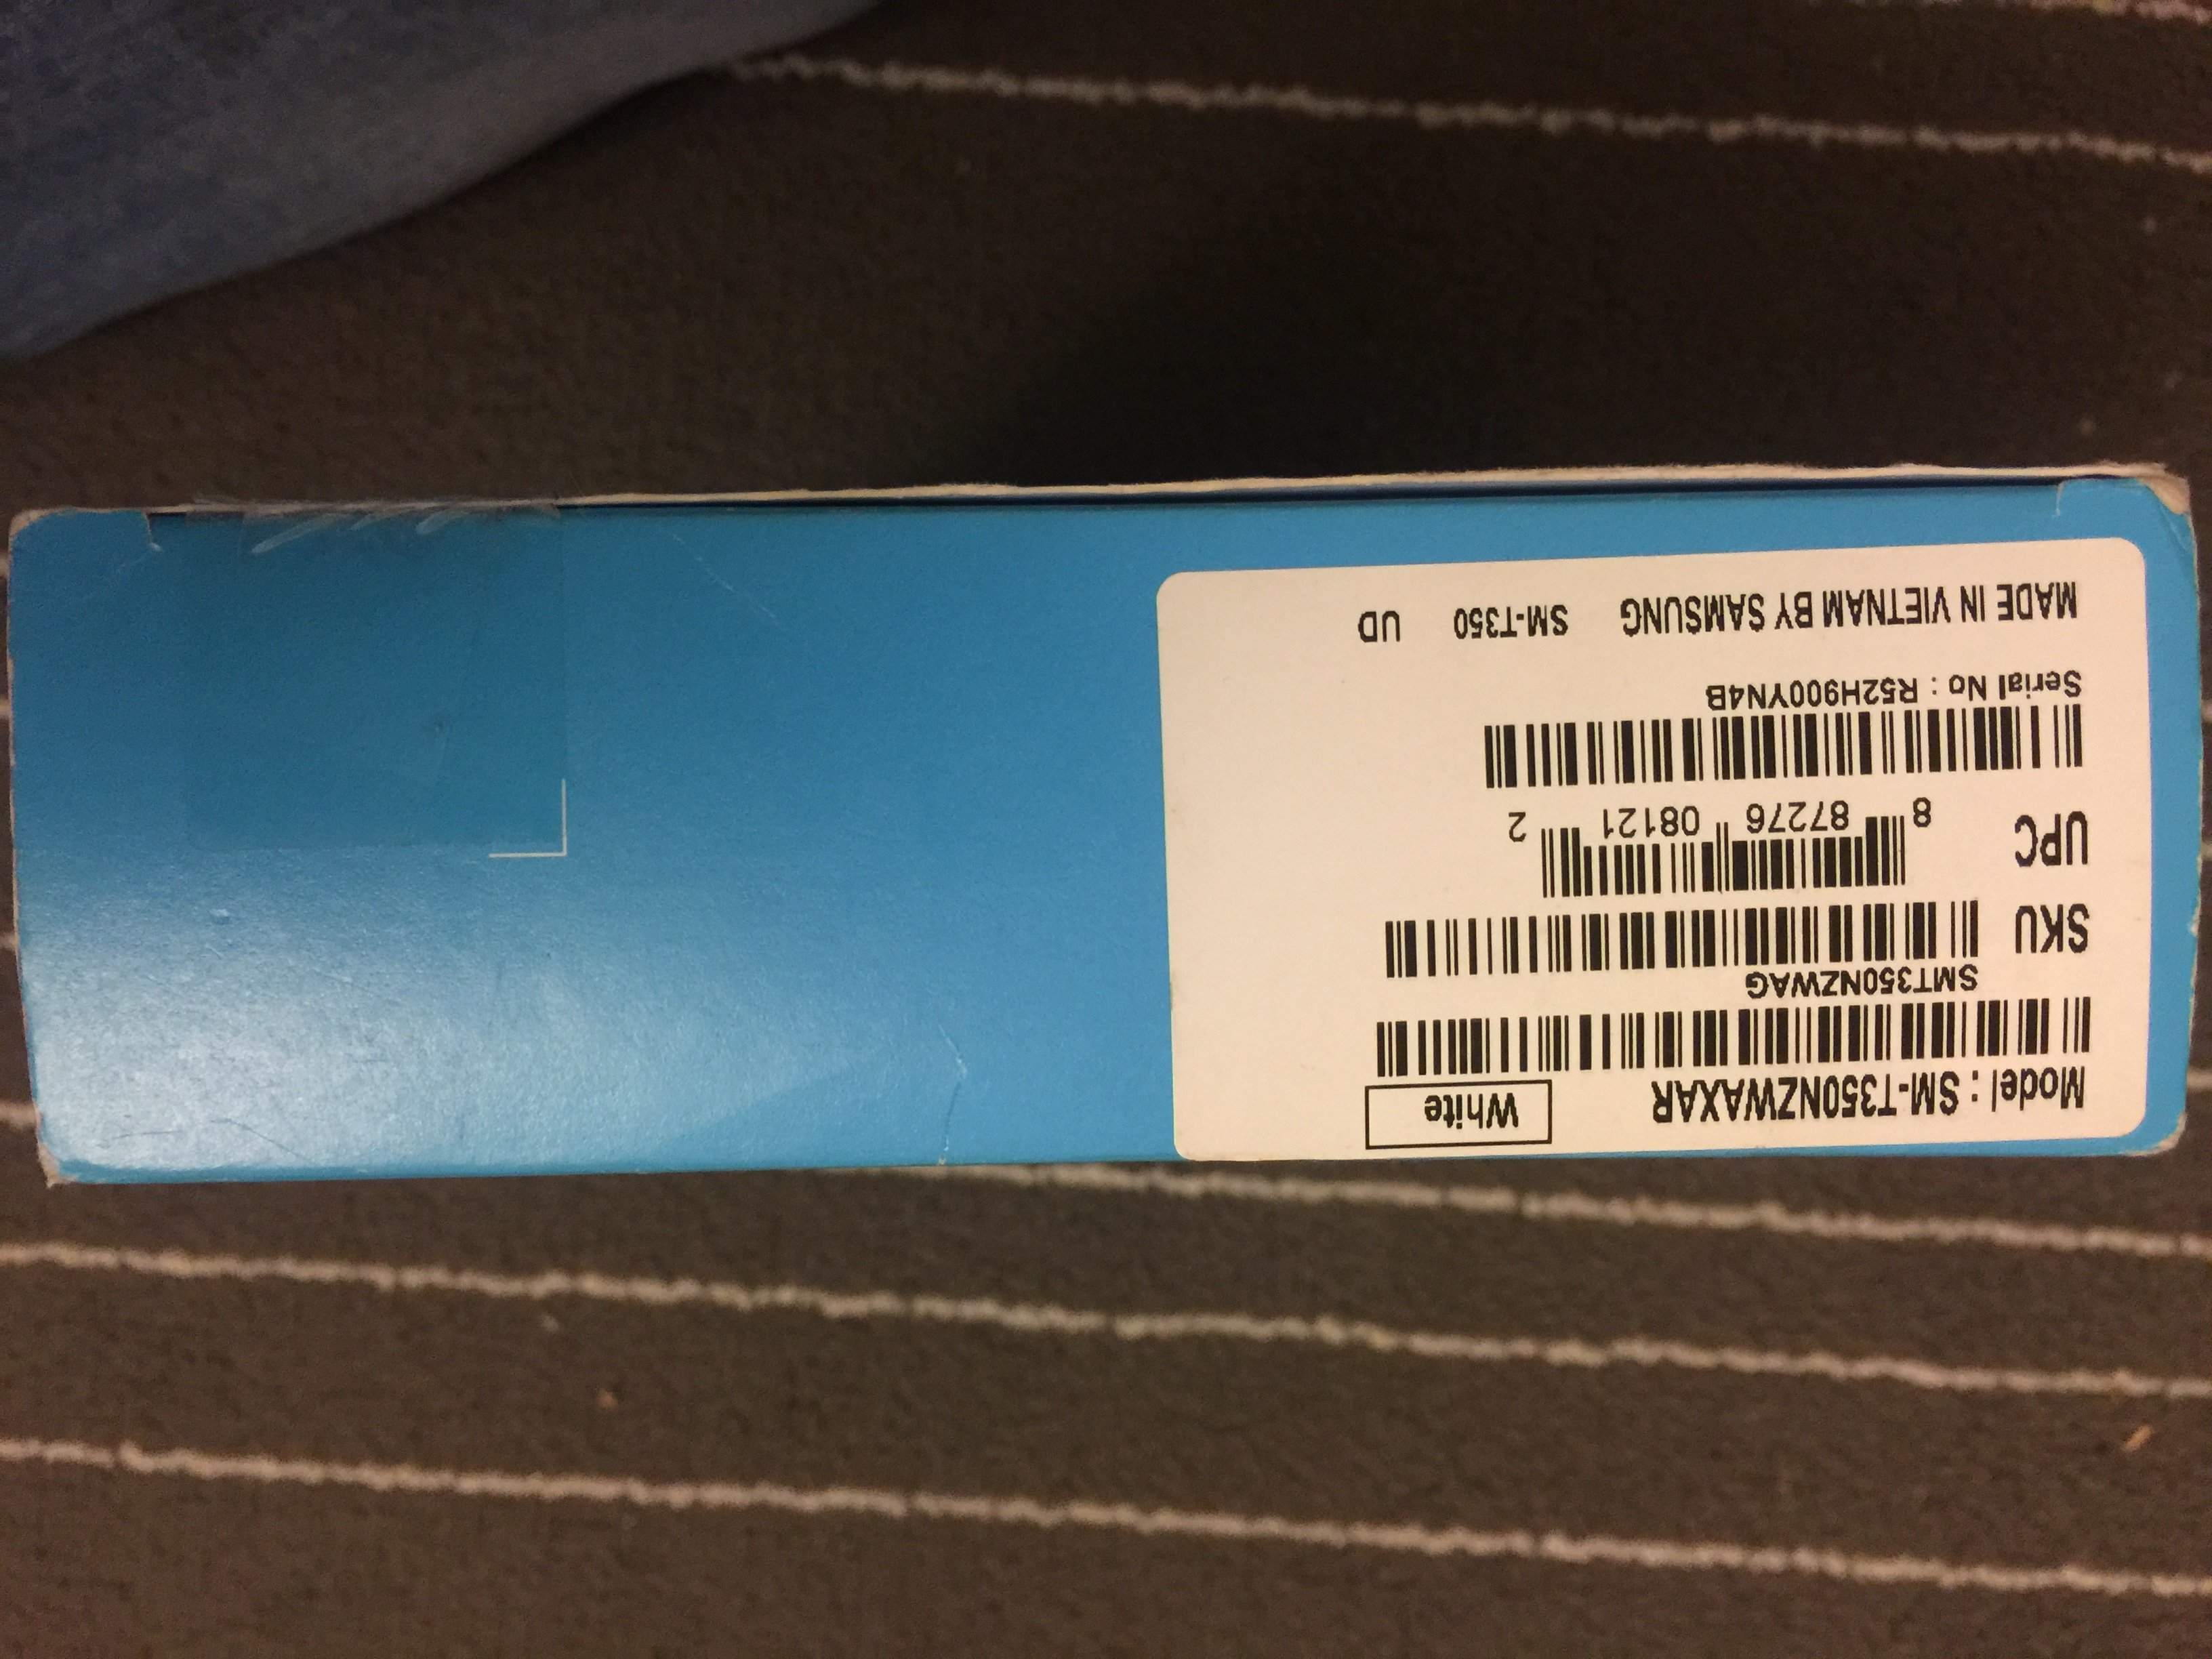 Model : SM-T350NZWAXAR White
SMT350NZWAG
SKU
UPC 8 87276 08121 2
Serial No : R52H900YN4B
MADE IN VIETNAM BY SAMSUNG SM-T350 UD